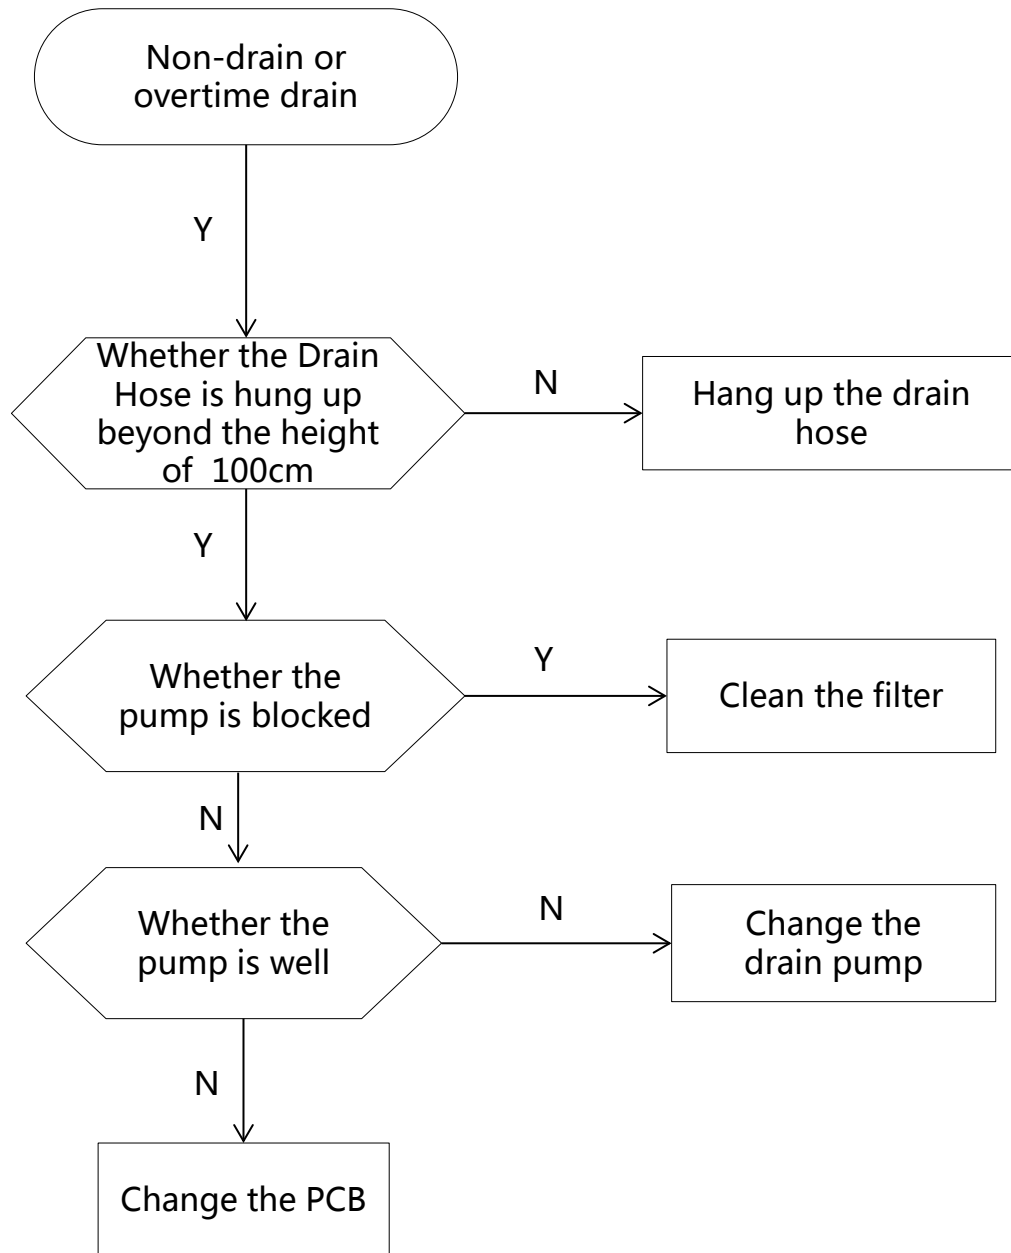 Non-drain or
overtime drain
Y
Whether the Drain
Hose is hung up
beyond the height
of  100cm
N
Hang up the drain
hose
Y
Whether the
pump is blocked
Y
Clean the filter
N
Whether the
pump is well
N
Change the
drain pump
N
Change the PCB